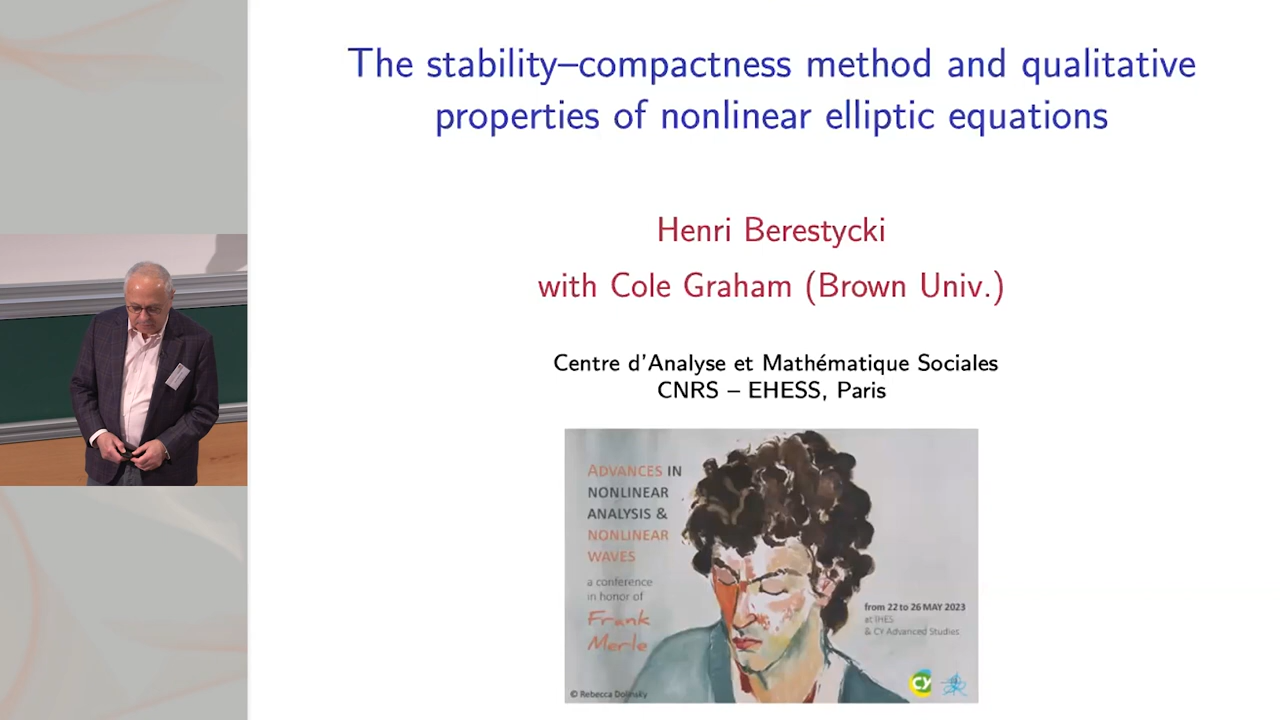 The stability–compactness method and qualitative
properties of nonlinear elliptic equations
Henri Berestycki
with Cole Graham (Brown Univ.)
Centre d'Analyse et Mathématique Sociales
CNRS – EHESS, Paris
ADVANCES IN
NONLINEAR
ANALYSIS &
NONLINEAR
WAVES
a conference
in honor of
Frank
Merle
from 22 to 26 MAY 2023
at IHES
& CY Advanced Studies
© Rebecca Dolinsky
CY